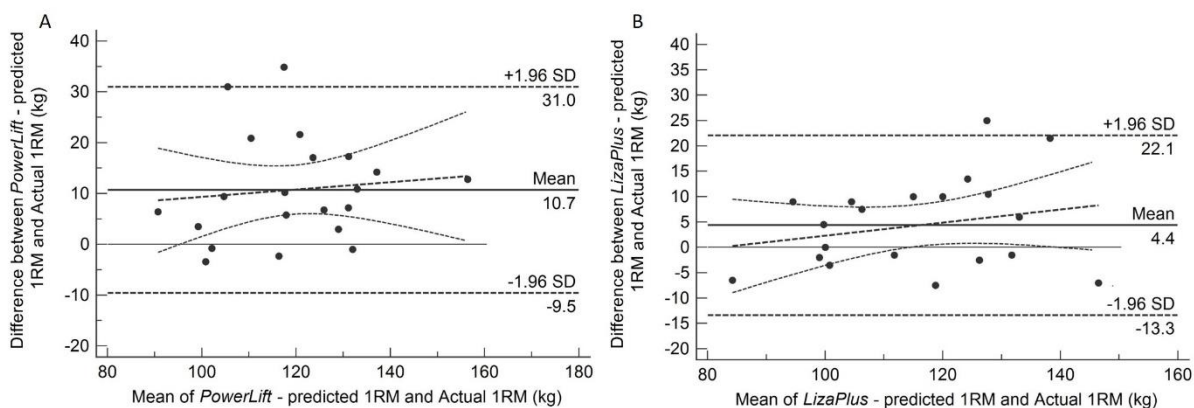 A
Difference between PowerLift - predicted
1RM and Actual 1RM (kg)
40
30
20
10
0
-10
-20
+1.96 SD
31.0
Mean
10.7
-1.96 SD
-9.5
80 100 120 140 160 180
Mean of PowerLift - predicted 1RM and Actual 1RM (kg)
B
Difference between LizaPlus - predicted
1RM and Actual 1RM (kg)
40
35
30
25
20
15
10
5
0
-5
-10
-15
-20
+1.96 SD
22.1
Mean
4.4
-1.96 SD
-13.3
80 100 120 140 160
Mean of LizaPlus - predicted 1RM and Actual 1RM (kg)